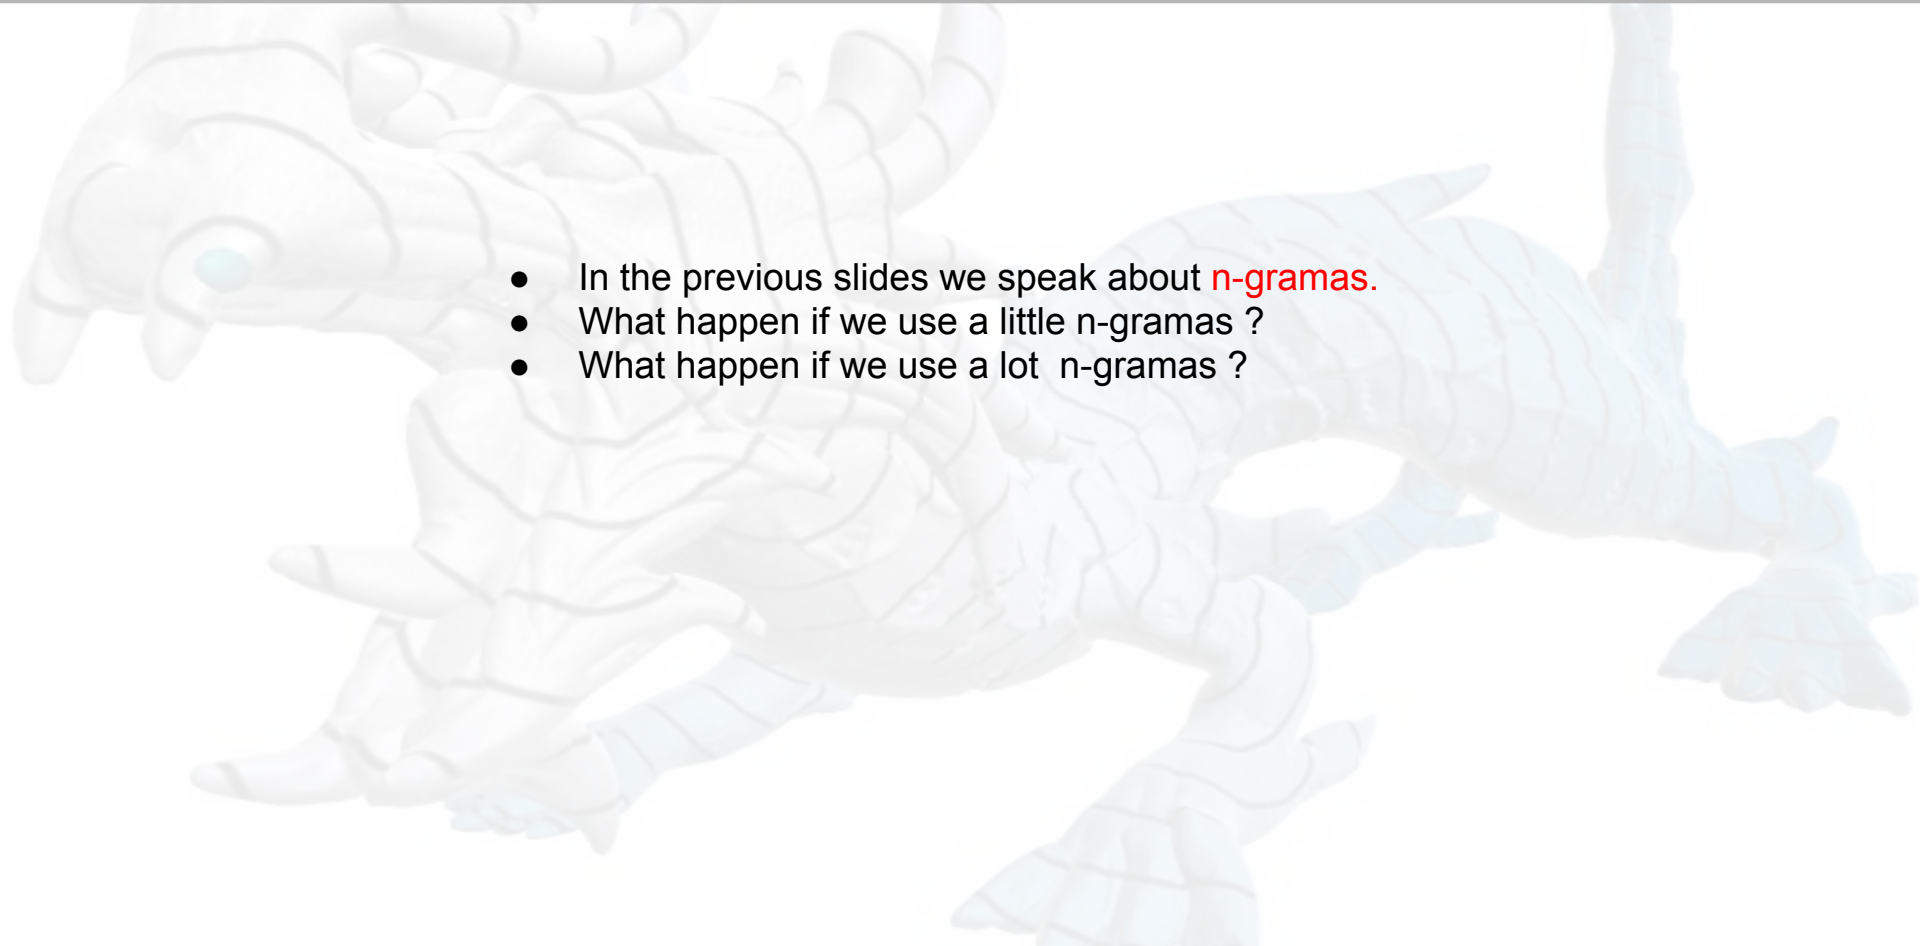 ● In the previous slides we speak about n-gramas.
● What happen if we use a little n-gramas ?
● What happen if we use a lot  n-gramas ?